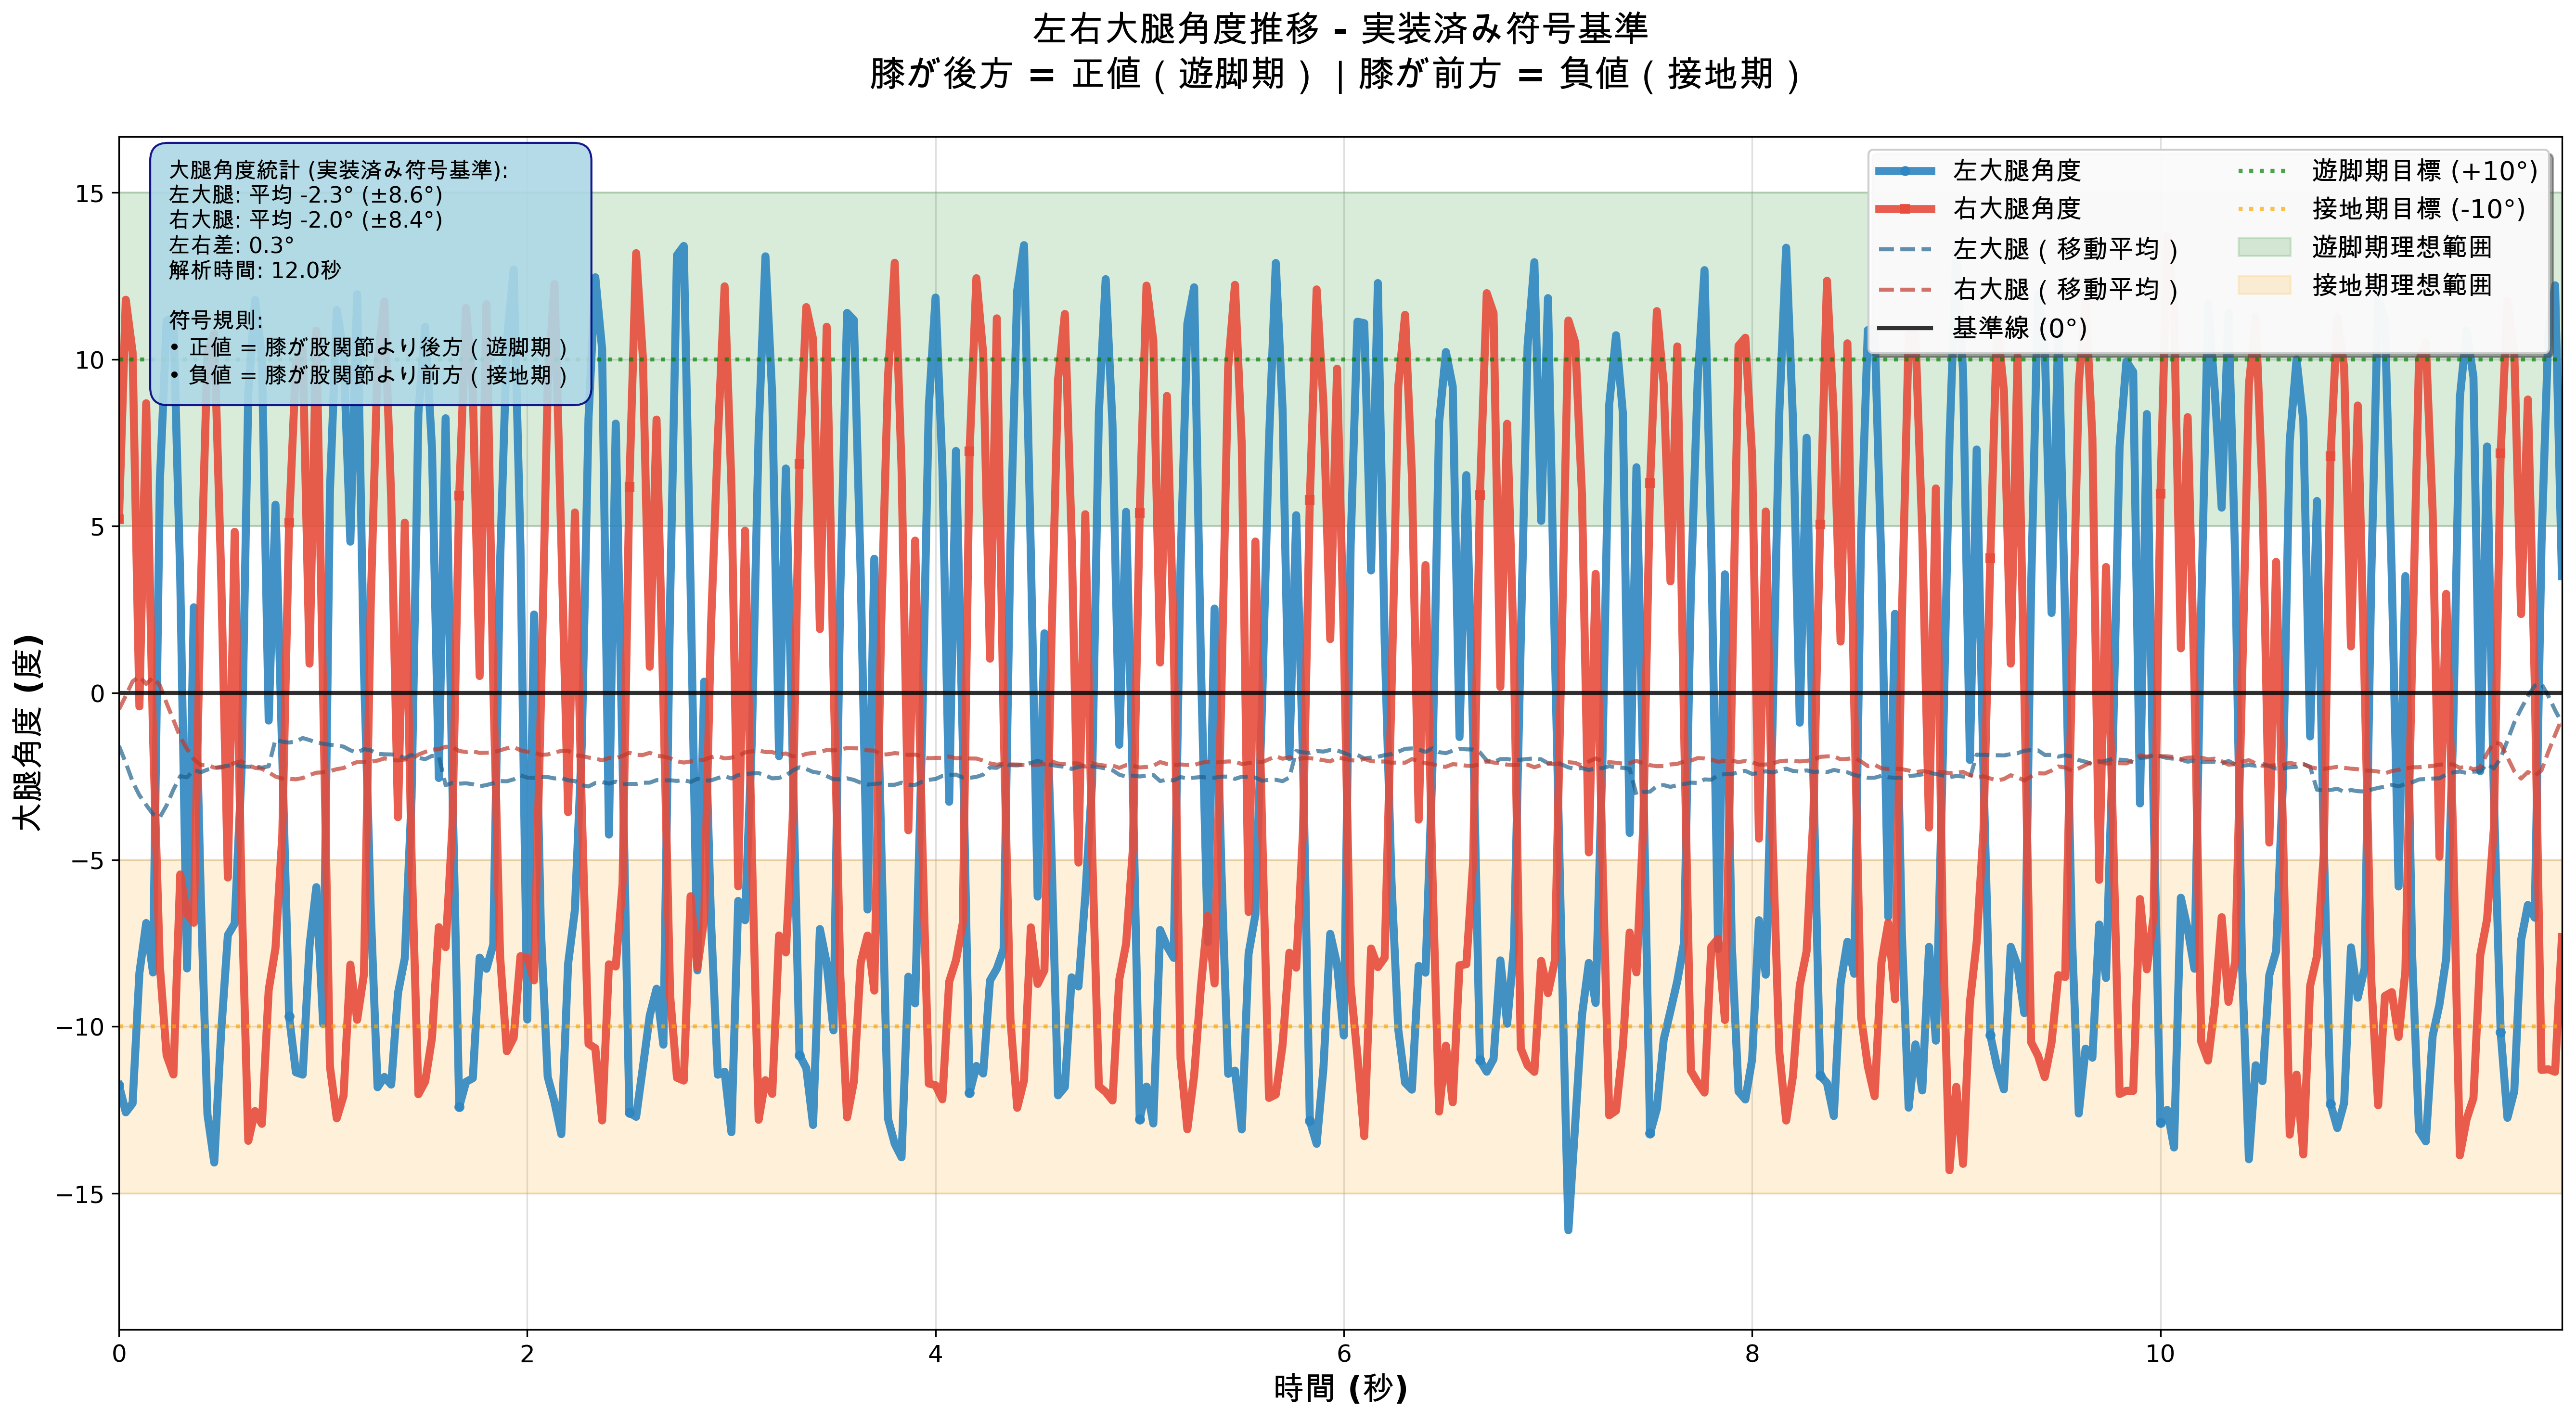 左右大腿角度推移 - 実装済み符号基準
膝が後方 = 正値 ( 遊脚期 ) | 膝が前方 = 負値 ( 接地期 )
大腿角度統計 (実装済み符号基準):
左大腿: 平均 -2.3° (±8.6°)
右大腿: 平均 -2.0° (±8.4°)
左右差: 0.3°
解析時間: 12.0秒
符号規則:
• 正値 = 膝が股関節より後方 ( 遊脚期 )
• 負値 = 膝が股関節より前方 ( 接地期 )
左大腿角度
右大腿角度
左大腿 ( 移動平均 )
右大腿 ( 移動平均 )
基準線 (0°)
遊脚期目標 (+10°)
接地期目標 (-10°)
遊脚期理想範囲
接地期理想範囲
大腿角度 (度)
15
10
5
0
−5
−10
−15
0
2
4
6
8
10
時間 (秒)